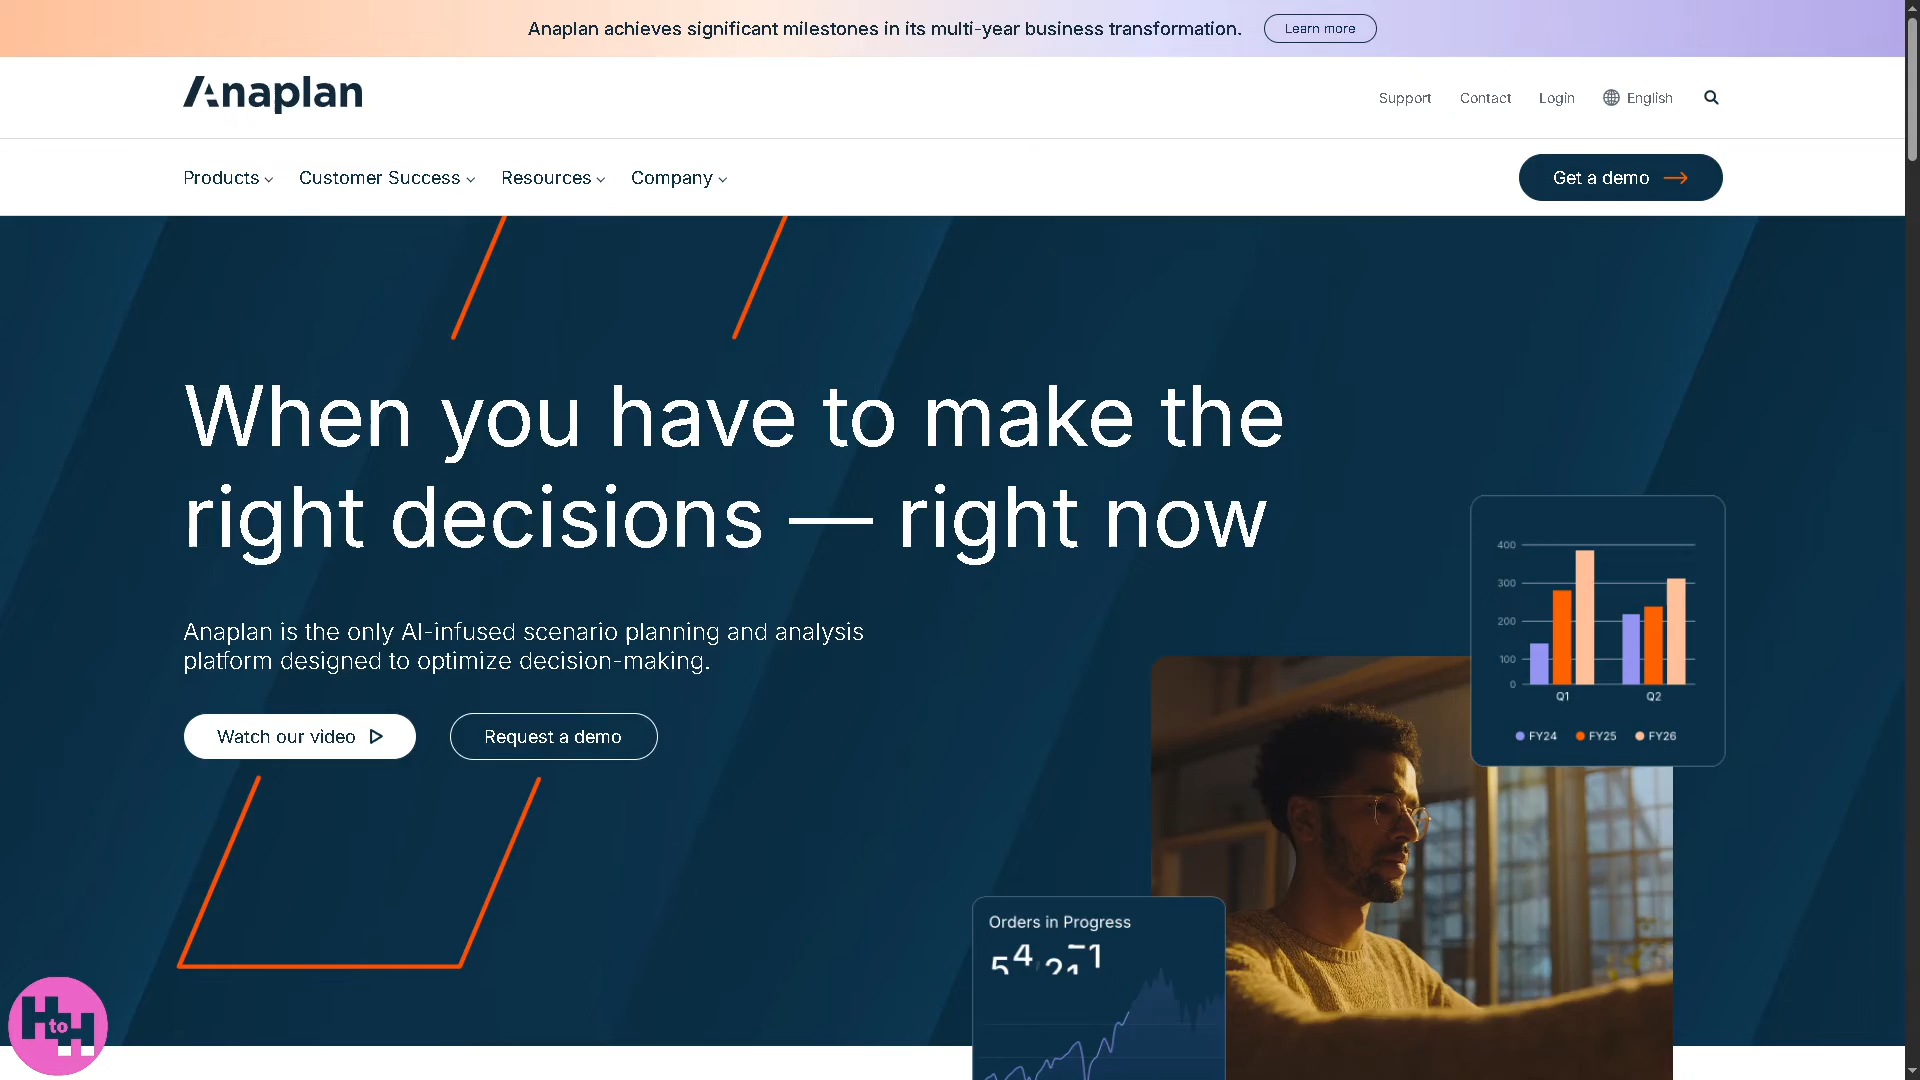 Anaplan achieves significant milestones in its multi-year business transformation.
Learn more
Anaplan
Support
Contact
Login
English
Products
Customer Success
Resources
Company
Get a demo
When you have to make the
right decisions — right now
Anaplan is the only AI-infused scenario planning and analysis
platform designed to optimize decision-making.
Watch our video
Request a demo
400
300
200
100
0
Q1
Q2
FY24
FY25
FY26
Orders in Progress
H to H